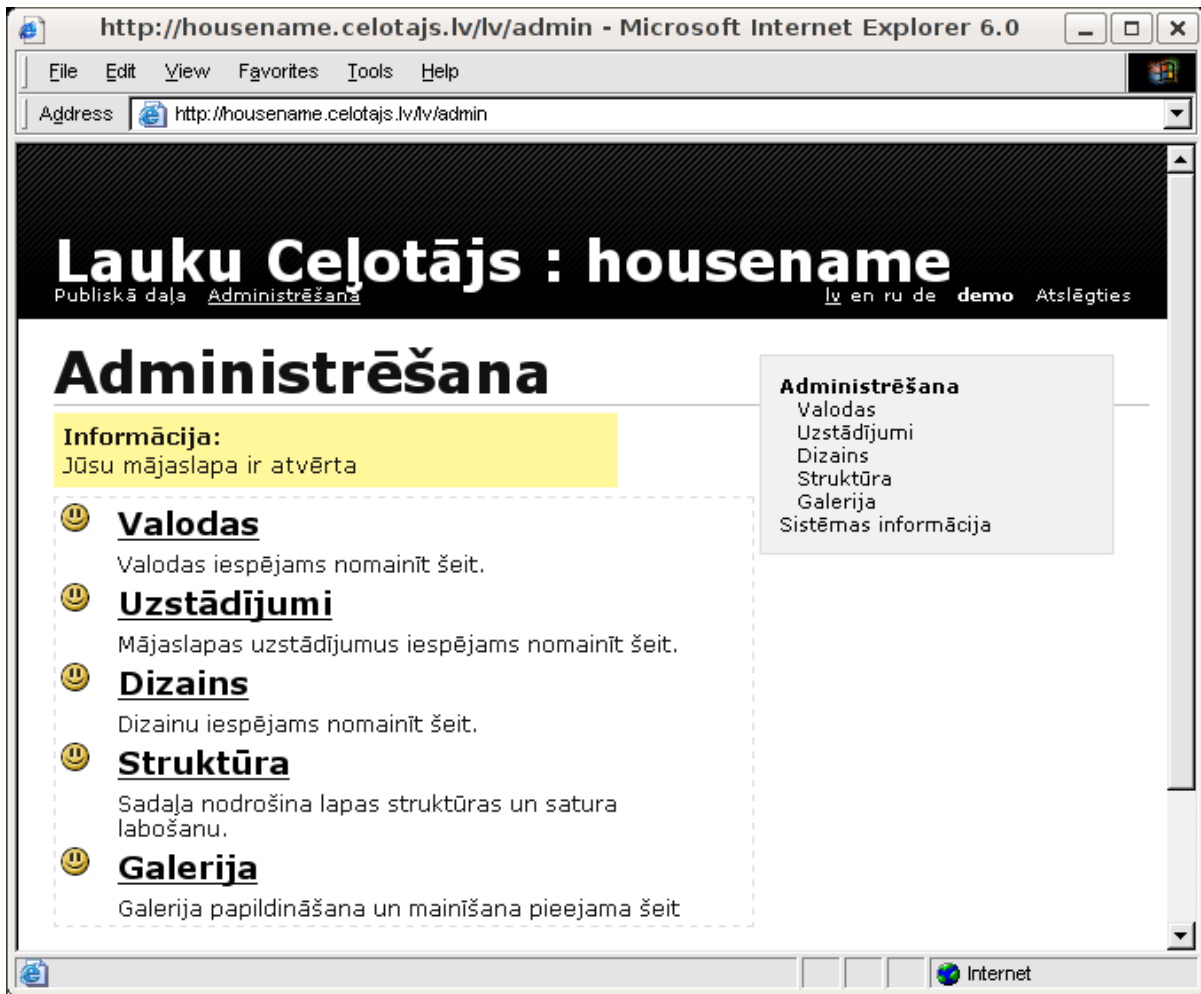 http://housename.celotajs.lv/lv/admin - Microsoft Internet Explorer 6.0
File Edit View Favorites Tools Help
Address http://housename.celotajs.lv/lv/admin
Lauku Ceļotājs : housename
Publiskā daļa Administrēšana lv en ru de demo Atslēgties
Administrēšana
Informācija:
Jūsu mājaslapa ir atvērta
Valodas
Valodas iespējams nomainīt šeit.
Uzstādījumi
Mājaslapas uzstādījumus iespējams nomainīt šeit.
Dizains
Dizainu iespējams nomainīt šeit.
Struktūra
Sadaļa nodrošina lapas struktūras un satura
labošanu.
Galerija
Galerija papildināšana un mainīšana pieejama šeit
Administrēšana
Valodas
Uzstādījumi
Dizains
Struktūra
Galerija
Sistēmas informācija
Internet